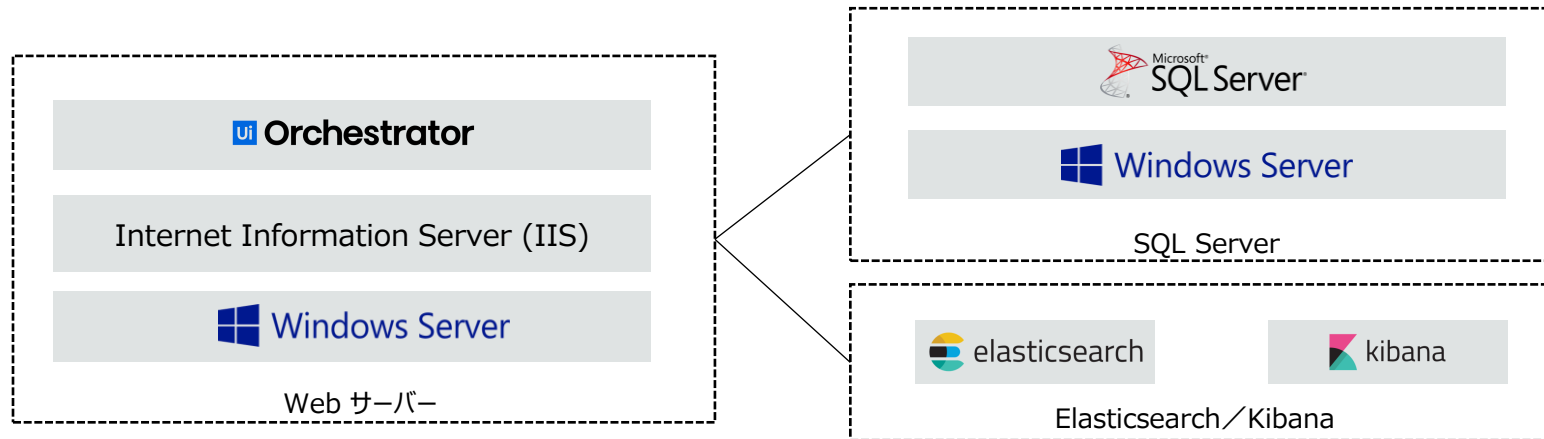 Ui Orchestrator
Internet Information Server (IIS)
Windows Server
Web サーバー
Microsoft®
SQL Server®
Windows Server
SQL Server
elasticsearch
kibana
Elasticsearch／Kibana